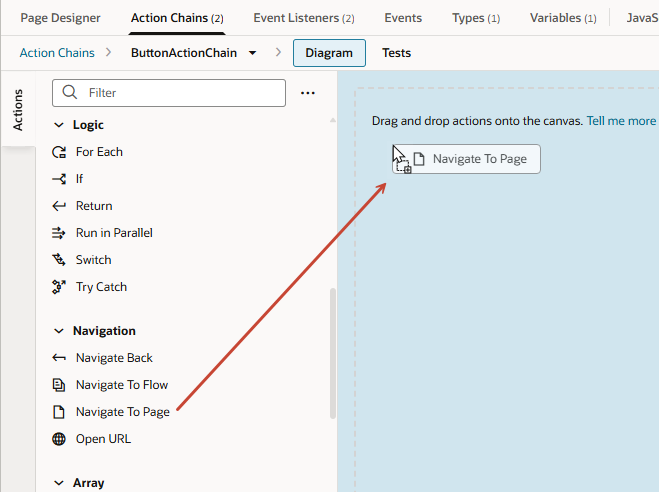 Page Designer Action Chains (2) Event Listeners (2) Events Types (1) Variables (1) JavaS
Action Chains ButtonActionChain Diagram Tests
Actions
Filter
Drag and drop actions onto the canvas. Tell me more
Navigate To Page
Logic
For Each
If
Return
Run in Parallel
Switch
Try Catch
Navigation
Navigate Back
Navigate To Flow
Navigate To Page
Open URL
Array